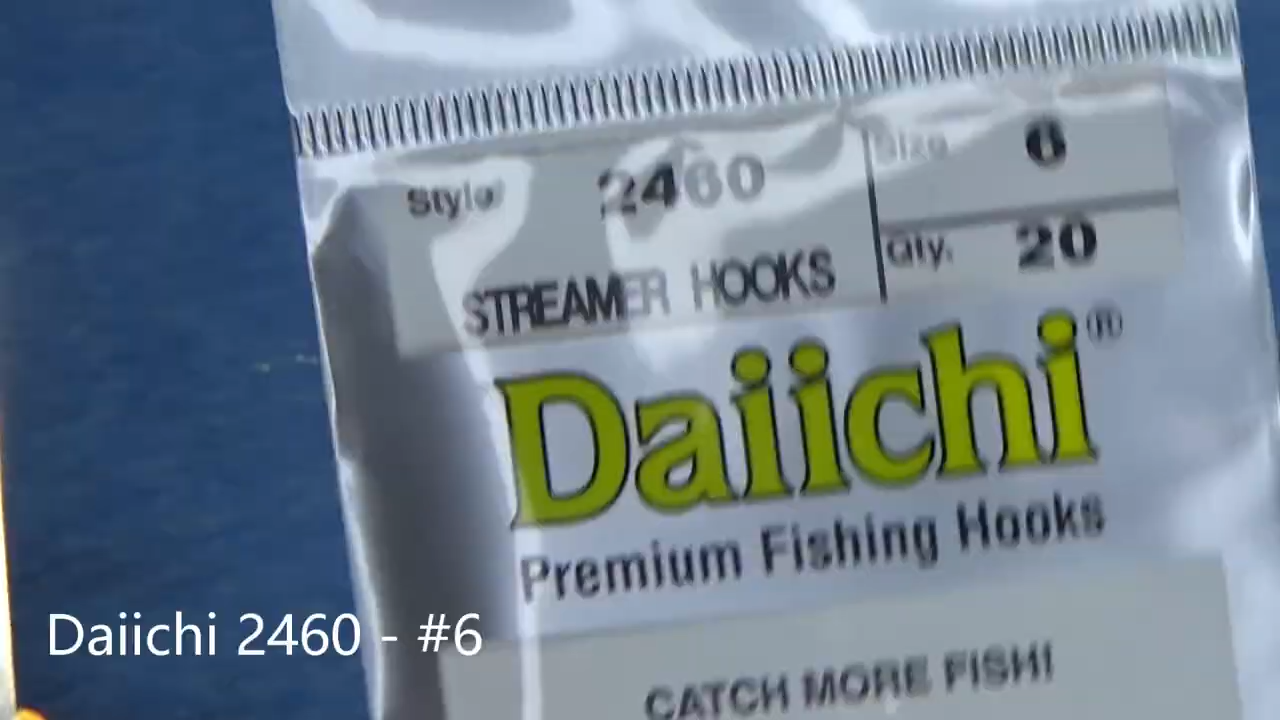 Style 2460 Size 6
Qty. 20
STREAMER HOOKS
Daiichi®
Premium Fishing Hooks
CATCH MORE FISH!
Daiichi 2460 - #6